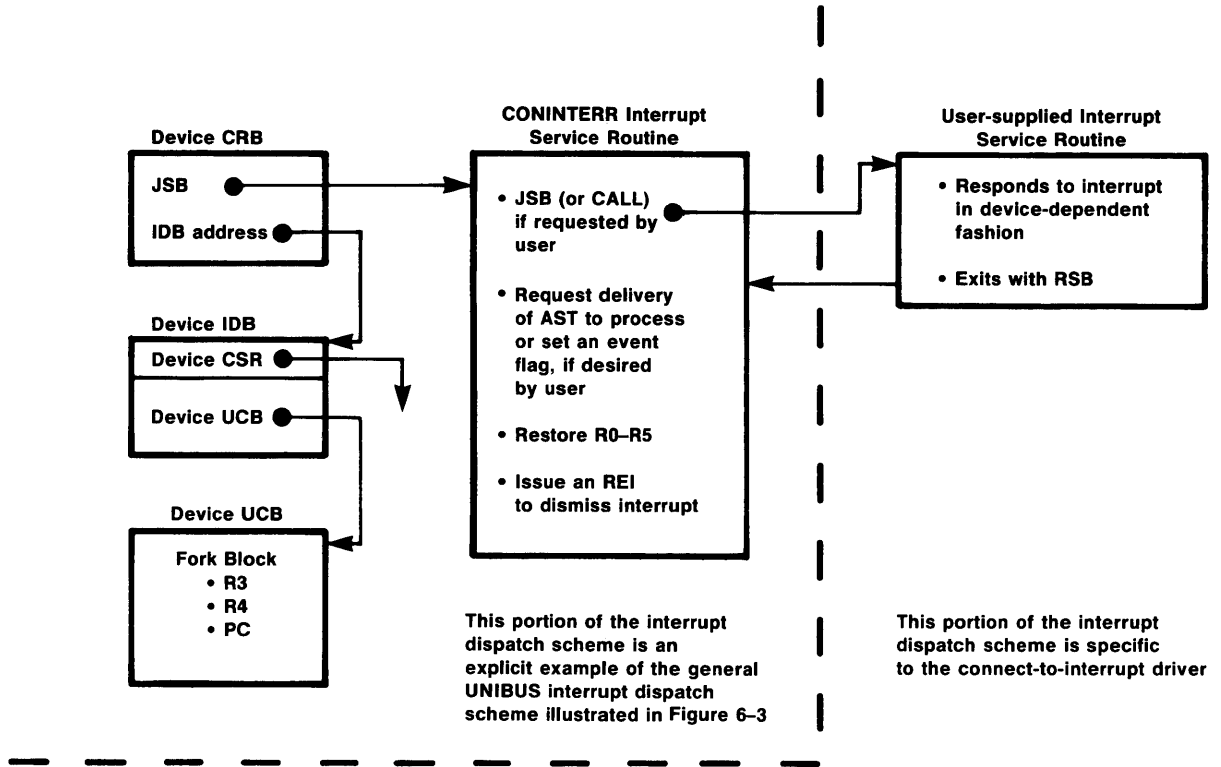 Device CRB
JSB
IDB address
Device IDB
Device CSR
Device UCB
Device UCB
Fork Block
• R3
• R4
• PC
CONINTERR Interrupt
Service Routine
• JSB (or CALL)
if requested by
user
• Request delivery
of AST to process
or set an event
flag, if desired
by user
• Restore R0–R5
• Issue an REI
to dismiss interrupt
This portion of the interrupt
dispatch scheme is an
explicit example of the general
UNIBUS interrupt dispatch
scheme illustrated in Figure 6–3
User-supplied Interrupt
Service Routine
• Responds to interrupt
in device-dependent
fashion
• Exits with RSB
This portion of the interrupt
dispatch scheme is specific
to the connect-to-interrupt driver